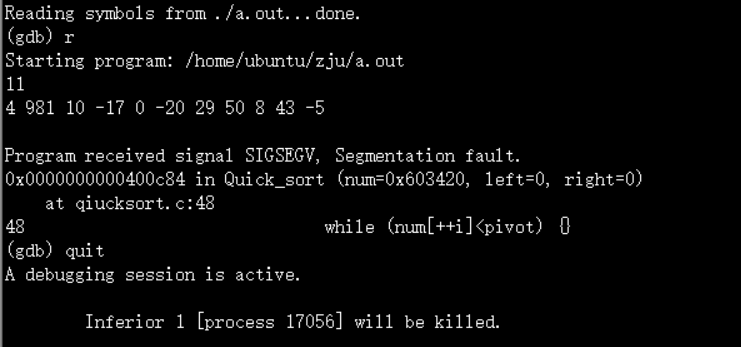 Reading symbols from ./a.out...done.
(gdb) r
Starting program: /home/ubuntu/zju/a.out
11
4 981 10 -17 0 -20 29 50 8 43 -5
Program received signal SIGSEGV, Segmentation fault.
0x0000000000400c84 in Quick_sort (num=0x603420, left=0, right=0)
at qiucksort.c:48
48 while (num[++i]<pivot) {}
(gdb) quit
A debugging session is active.
Inferior 1 [process 17056] will be killed.